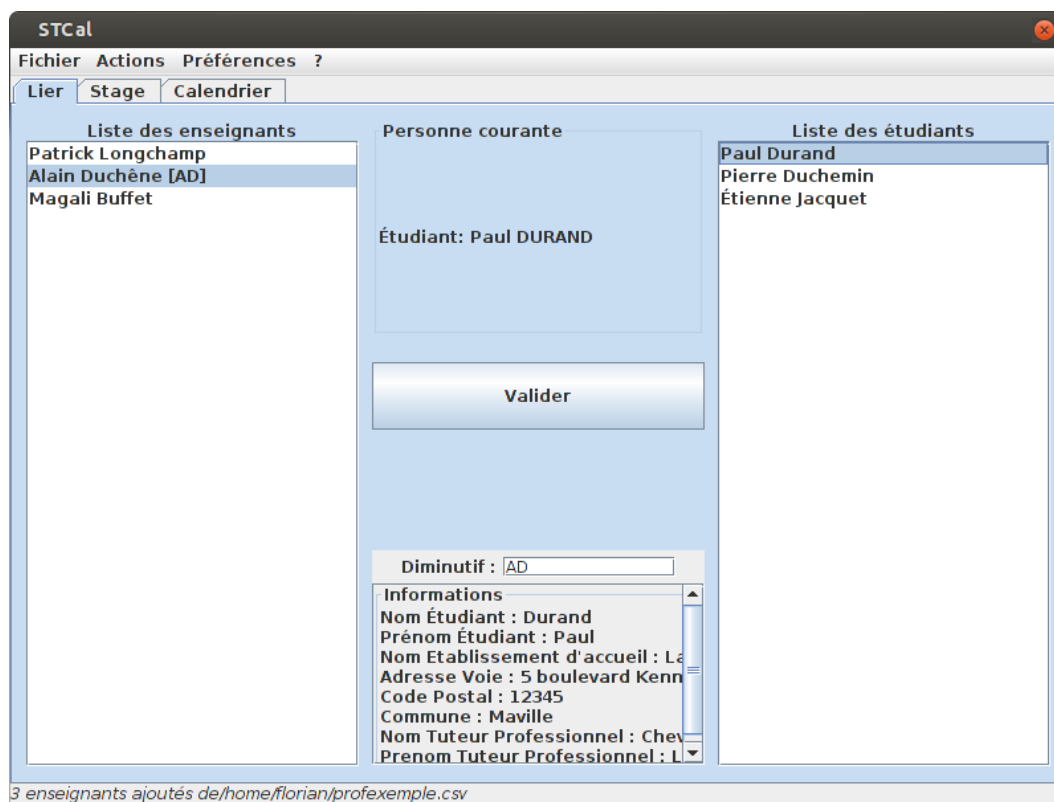 STCal
Fichier Actions Préférences ?
Lier Stage Calendrier
Liste des enseignants
Patrick Longchamp
Alain Duchêne [AD]
Magali Buffet
Personne courante
Étudiant: Paul DURAND
Valider
Diminutif : AD
Informations
Nom Étudiant : Durand
Prénom Étudiant : Paul
Nom Etablissement d'accueil :
Adresse Voie : 5 boulevard Kenn
Code Postal : 12345
Commune : Maville
Nom Tuteur Professionnel : Chev
Prenom Tuteur Professionnel : L
Liste des étudiants
Paul Durand
Pierre Duchemin
Étienne Jacquet
3 enseignants ajoutés de/home/florian/profexemple.csv